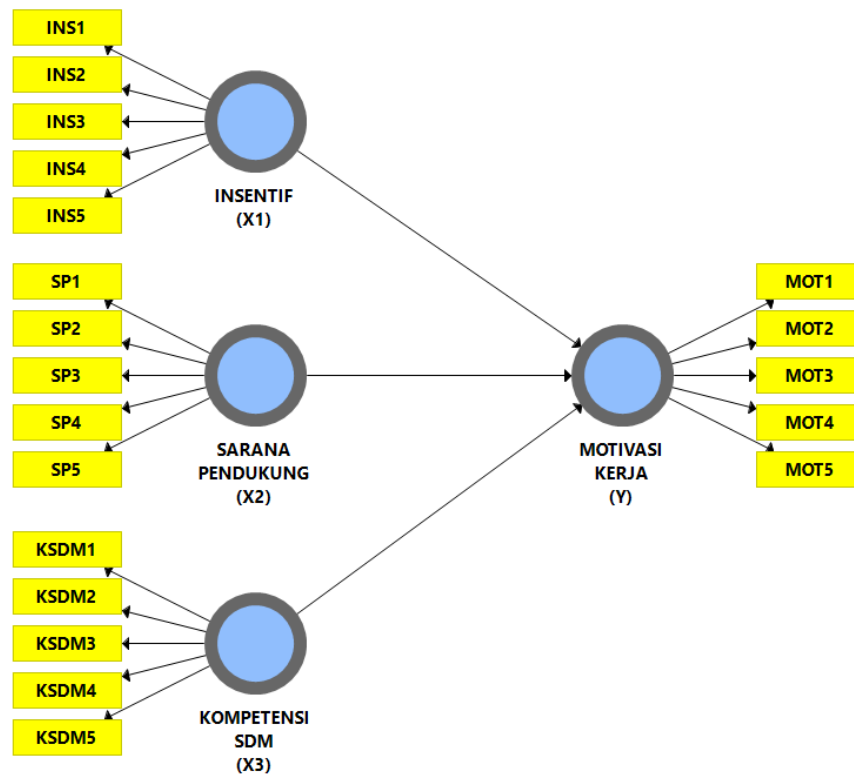 INS1
INS2
INS3
INS4
INS5
INSENTIF
(X1)
SP1
SP2
SP3
SP4
SP5
SARANA
PENDUKUNG
(X2)
KSDM1
KSDM2
KSDM3
KSDM4
KSDM5
KOMPETENSI
SDM
(X3)
MOTIVASI
KERJA
(Y)
MOT1
MOT2
MOT3
MOT4
MOT5